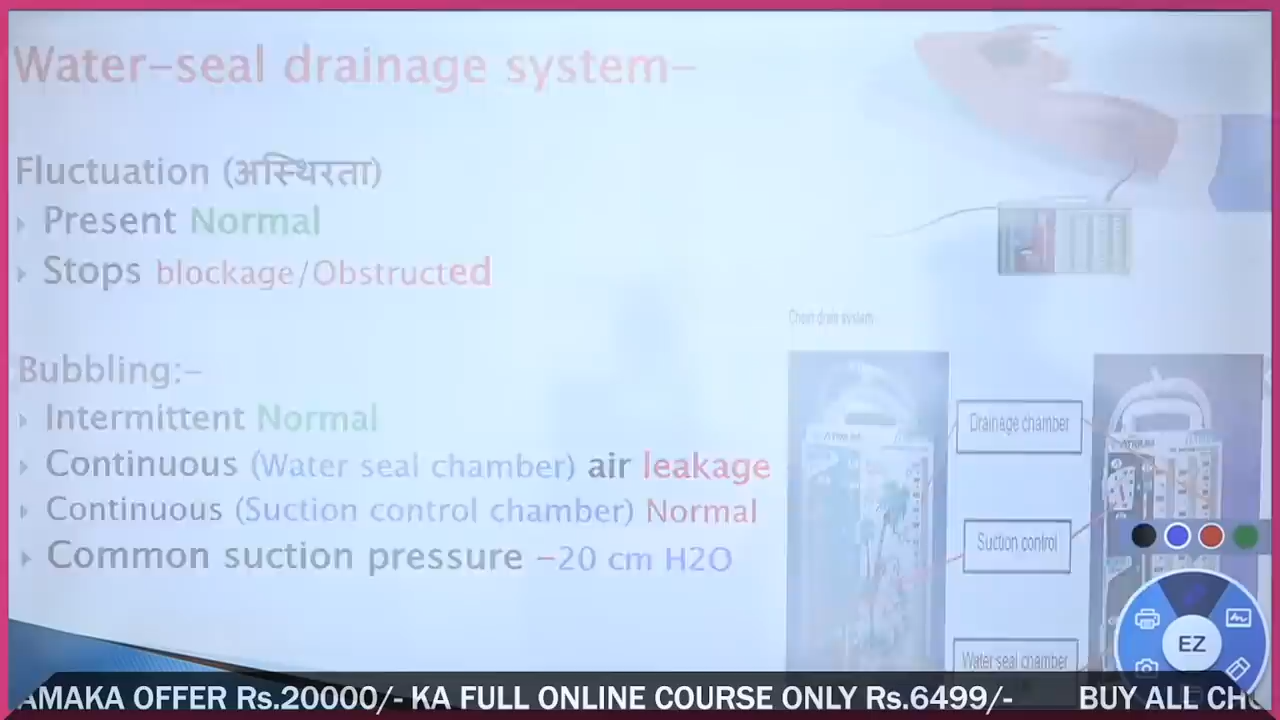 Water-seal drainage system-
Fluctuation (अस्थिरता)
Present Normal
Stops blockage/Obstructed
Bubbling:-
Intermittent Normal
Continuous (Water seal chamber) air leakage
Continuous (Suction control chamber) Normal
Common suction pressure -20 cm H2O
Chest drain system
Drainage chamber
Suction control
Water seal chamber
ATRIUM
EZ
AMAKA OFFER Rs.20000/- KA FULL ONLINE COURSE ONLY Rs.6499/- BUY ALL CH